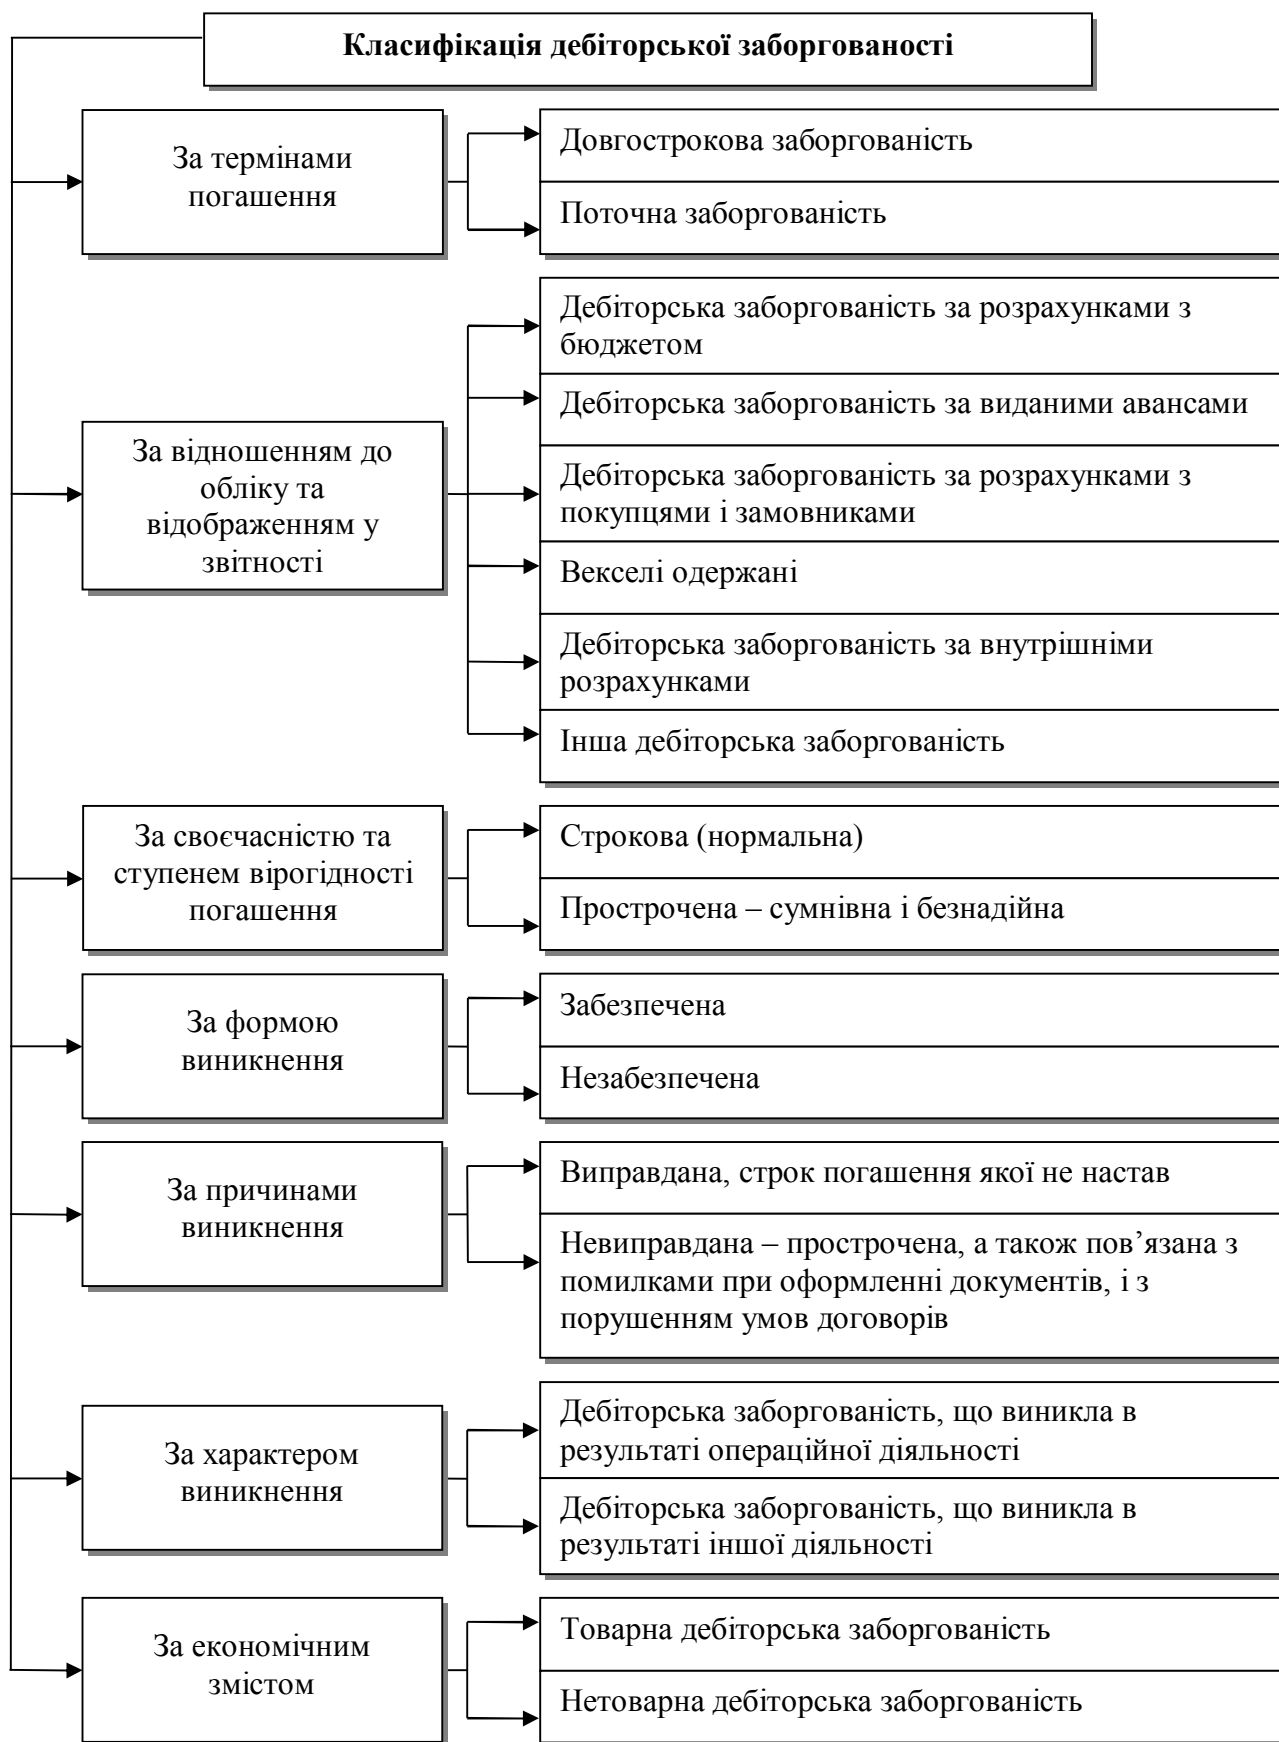 Класифікація дебіторської заборгованості
За термінами
погашення
Довгострокова заборгованість
Поточна заборгованість
За відношенням до
обліку та
відображенням у
звітності
Дебіторська заборгованість за розрахунками з
бюджетом
Дебіторська заборгованість за виданими авансами
Дебіторська заборгованість за розрахунками з
покупцями і замовниками
Векселі одержані
Дебіторська заборгованість за внутрішніми
розрахунками
Інша дебіторська заборгованість
За своєчасністю та
ступенем вірогідності
погашення
Строкова (нормальна)
Прострочена – сумнівна і безнадійна
За формою
виникнення
Забезпечена
Незабезпечена
За причинами
виникнення
Виправдана, строк погашення якої не настав
Невиправдана – прострочена, а також пов’язана з
помилками при оформленні документів, і з
порушенням умов договорів
За характером
виникнення
Дебіторська заборгованість, що виникла в
результаті операційної діяльності
Дебіторська заборгованість, що виникла в
результаті іншої діяльності
За економічним
змістом
Товарна дебіторська заборгованість
Нетоварна дебіторська заборгованість